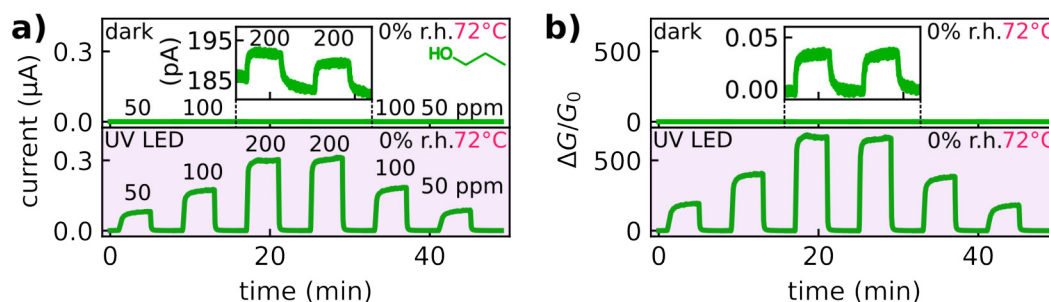 a)
dark
195
(pA)
185
200 200
0% r.h. 72°C
HO
0.3
50 100
100 50 ppm
0.0
current (µA)
UV LED
0% r.h. 72°C
0.3
50 100 200 200 100 50 ppm
0.0
0 20 40
time (min)
b)
dark
0.05
0.00
0% r.h. 72°C
500
0
ΔG/G₀
UV LED
0% r.h. 72°C
500
0
0 20 40
time (min)